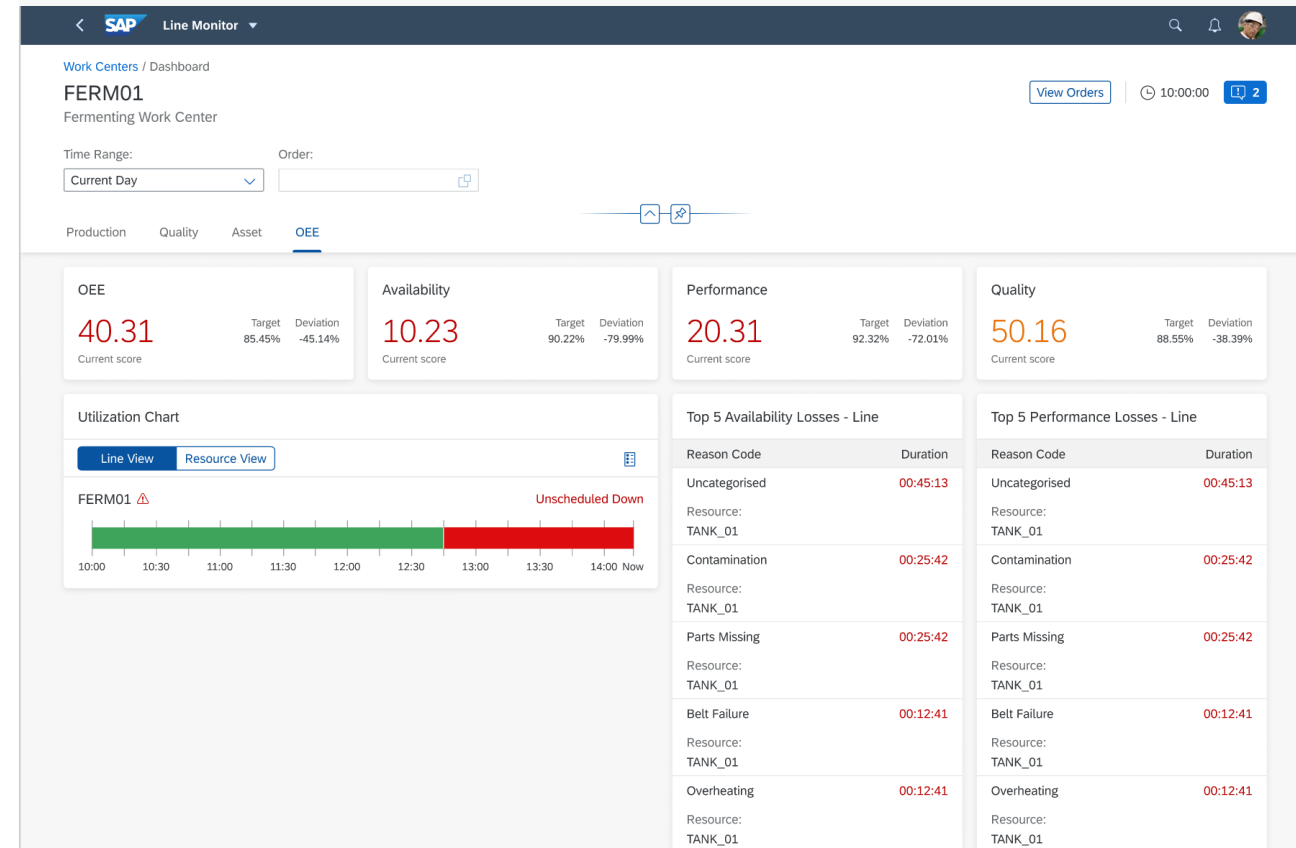 SAP Line Monitor
Work Centers / Dashboard
FERM01
Fermenting Work Center
View Orders
10:00:00
2
Time Range:
Order:
Current Day
Production Quality Asset OEE
OEE
40.31
Current score
Target Deviation
85.45% -45.14%
Availability
10.23
Current score
Target Deviation
90.22% -79.99%
Performance
20.31
Current score
Target Deviation
92.32% -72.01%
Quality
50.16
Current score
Target Deviation
88.55% -38.39%
Utilization Chart
Line View Resource View
FERM01 Unscheduled Down
10:00 10:30 11:00 11:30 12:00 12:30 13:00 13:30 14:00 Now
Top 5 Availability Losses - Line
Reason Code Duration
Uncategorised 00:45:13
Resource:
TANK_01
Contamination 00:25:42
Resource:
TANK_01
Parts Missing 00:25:42
Resource:
TANK_01
Belt Failure 00:12:41
Resource:
TANK_01
Overheating 00:12:41
Resource:
TANK_01
Top 5 Performance Losses - Line
Reason Code Duration
Uncategorised 00:45:13
Resource:
TANK_01
Contamination 00:25:42
Resource:
TANK_01
Parts Missing 00:25:42
Resource:
TANK_01
Belt Failure 00:12:41
Resource:
TANK_01
Overheating 00:12:41
Resource:
TANK_01